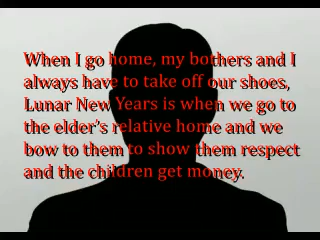 When I go home, my bothers and I
always have to take off our shoes,
Lunar New Years is when we go to
the elder's relative home and we
bow to them to show them respect
and the children get money.